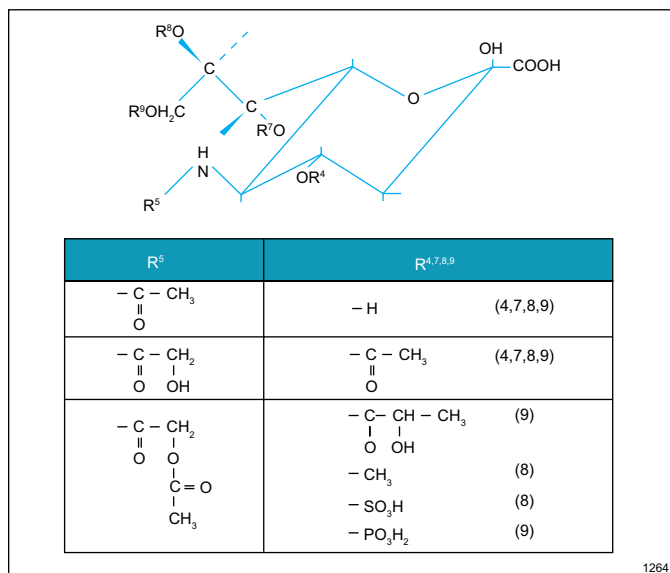 R⁸O
OH
C
COOH
O
R⁹OH₂C
C
R⁷O
H
N
OR⁴
R⁵
R⁵ R⁴,⁷,⁸,⁹
– C – CH₃
O
– H (4,7,8,9)
– C – CH₂
O OH
– C – CH₃ (4,7,8,9)
O
– C – CH₂
O O
C = O
CH₃
– C – CH – CH₃ (9)
O OH
– CH₃ (8)
– SO₃H (8)
– PO₃H₂ (9)
1264